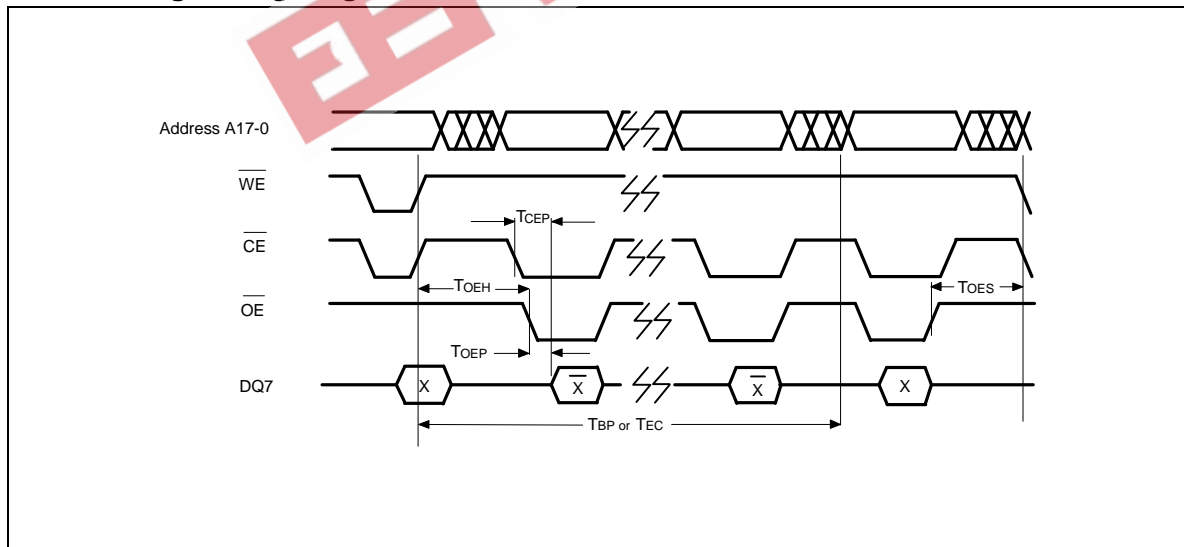 Address A17-0
WE
TCEP
CE
TOEH
TOES
OE
TOEP
DQ7
X
X
X
X
TBP or TEC